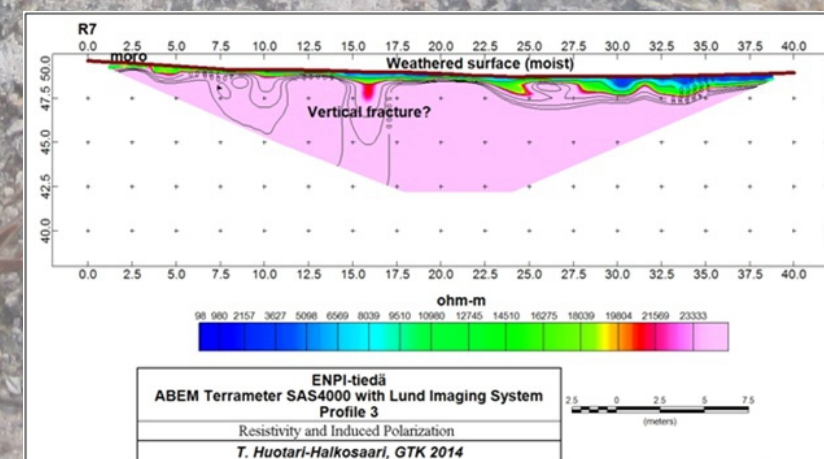 R7
0.0 2.5 5.0 7.5 10.0 12.5 15.0 17.5 20.0 22.5 25.0 27.5 30.0 32.5 35.0 37.5 40.0
moro
Weathered surface (moist)
50.0
47.5
Vertical fracture?
45.0
42.5
40.0
0.0 2.5 5.0 7.5 10.0 12.5 15.0 17.5 20.0 22.5 25.0 27.5 30.0 32.5 35.0 37.5 40.0
ohm-m
98 980 2157 3627 5098 6569 8039 9510 10980 12745 14510 16275 18039 19804 21569 23333
ENPI-tiedä
ABEM Terrameter SAS4000 with Lund Imaging System
Profile 3
2.5 0 2.5 5 7.5
(meters)
Resistivity and Induced Polarization
T. Huotari-Halkosaari, GTK 2014